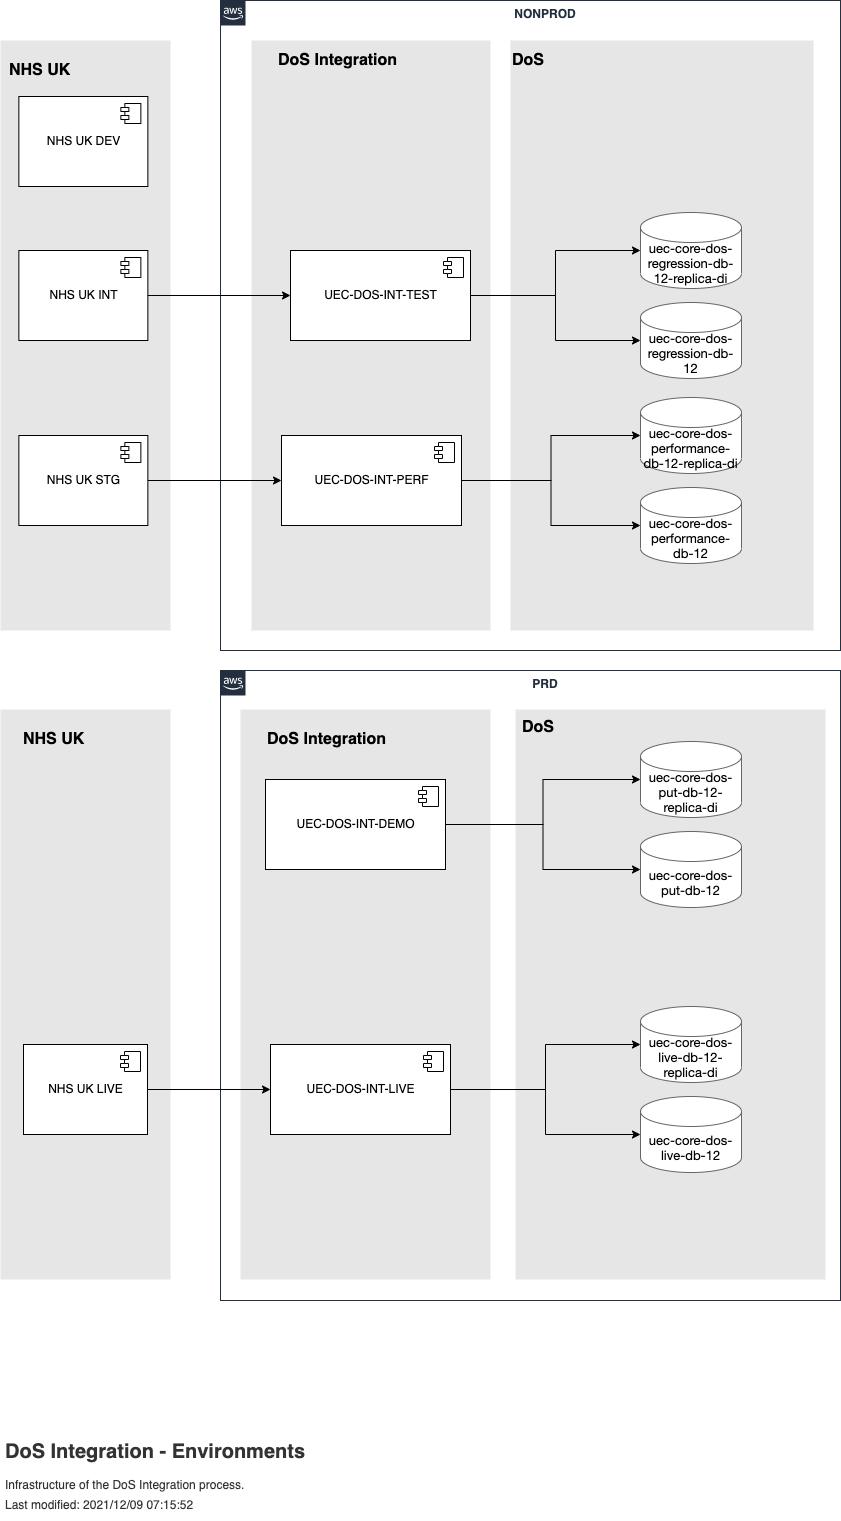 aws
NONPROD
NHS UK
DoS Integration
DoS
NHS UK DEV
NHS UK INT
UEC-DOS-INT-TEST
uec-core-dos-
regression-db-
12-replica-di
uec-core-dos-
regression-db-
12
NHS UK STG
UEC-DOS-INT-PERF
uec-core-dos-
performance-
db-12-replica-di
uec-core-dos-
performance-
db-12
aws
PRD
NHS UK
DoS Integration
DoS
UEC-DOS-INT-DEMO
uec-core-dos-
put-db-12-
replica-di
uec-core-dos-
put-db-12
NHS UK LIVE
UEC-DOS-INT-LIVE
uec-core-dos-
live-db-12-
replica-di
uec-core-dos-
live-db-12
DoS Integration - Environments
Infrastructure of the DoS Integration process.
Last modified: 2021/12/09 07:15:52